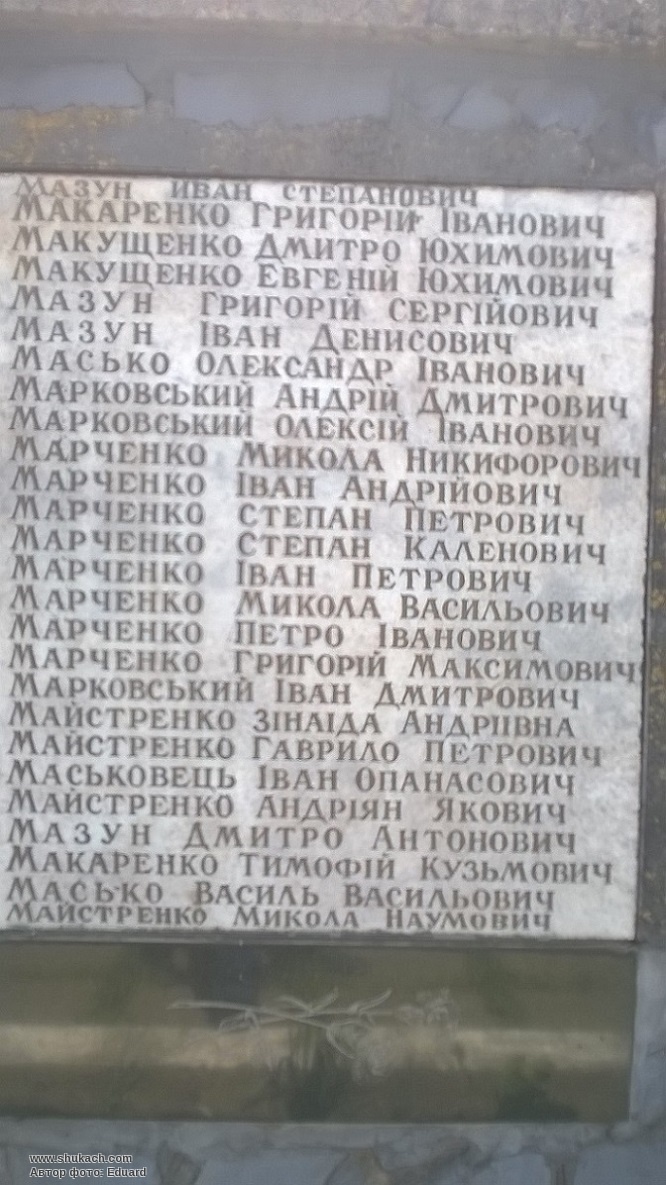 МАЗУН ИВАН СТЕПАНОВИЧ
МАКАРЕНКО ГРИГОРІЙ ІВАНОВИЧ
МАКУЩЕНКО ДМИТРО ЮХИМОВИЧ
МАКУЩЕНКО ЕВГЕНІЙ ЮХИМОВИЧ
МАЗУН ГРИГОРІЙ СЕРГІЙОВИЧ
МАЗУН ІВАН ДЕНИСОВИЧ
МАСЬКО ОЛЕКСАНДР ІВАНОВИЧ
МАРКОВСЬКИЙ АНДРІЙ ДМИТРОВИЧ
МАРКОВСЬКИЙ ОЛЕКСІЙ ІВАНОВИЧ
МАРЧЕНКО МИКОЛА НИКИФОРОВИЧ
МАРЧЕНКО ІВАН АНДРІЙОВИЧ
МАРЧЕНКО СТЕПАН ПЕТРОВИЧ
МАРЧЕНКО СТЕПАН КАЛЕНОВИЧ
МАРЧЕНКО ІВАН ПЕТРОВИЧ
МАРЧЕНКО МИКОЛА ВАСИЛЬОВИЧ
МАРЧЕНКО ПЕТРО ІВАНОВИЧ
МАРЧЕНКО ГРИГОРІЙ МАКСИМОВИЧ
МАРКОВСЬКИЙ ІВАН ДМИТРОВИЧ
МАЙСТРЕНКО ЗІНАІДА АНДРІІВНА
МАЙСТРЕНКО ГАВРИЛО ПЕТРОВИЧ
МАСЬКОВЕЦЬ ІВАН ОПАНАСОВИЧ
МАЙСТРЕНКО АНДРІЯН ЯКОВИЧ
МАЗУН ДМИТРО АНТОНОВИЧ
МАКАРЕНКО ТИМОФІЙ КУЗЬМОВИЧ
МАСЬКО ВАСИЛЬ ВАСИЛЬОВИЧ
МАЙСТРЕНКО МИКОЛА НАУМОВИЧ
www.shukach.com
Автор фото: Eduard